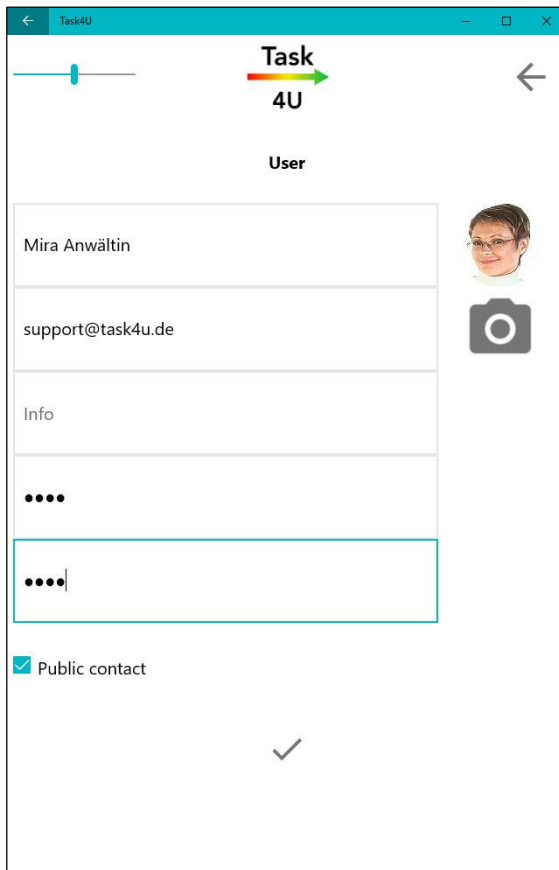 Task4U
Task
4U
User
Mira Anwältin
support@task4u.de
Info
••••
••••
Public contact